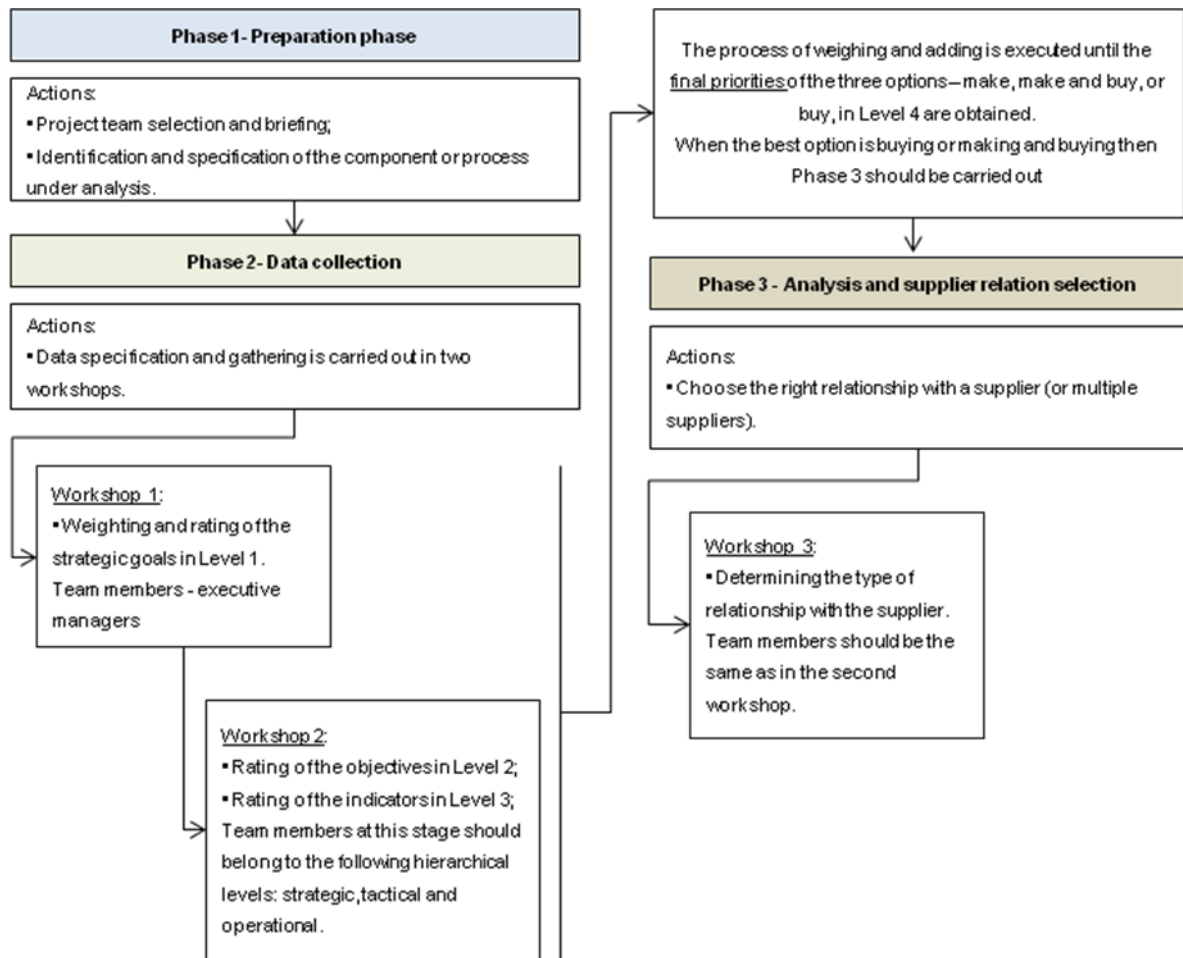 Phase 1- Preparation phase
Actions:
▪ Project team selection and briefing;
▪ Identification and specification of the component or process
under analysis.
Phase 2- Data collection
Actions:
▪ Data specification and gathering is carried out in two
workshops.
Workshop 1:
▪ Weighting and rating of the
strategic goals in Level 1.
Team members - executive
managers
Workshop 2:
▪ Rating of the objectives in Level 2;
▪ Rating of the indicators in Level 3;
Team members at this stage should
belong to the following hierarchical
levels: strategic, tactical and
operational.
The process of weighing and adding is executed until the
final priorities of the three options—make, make and buy, or
buy, in Level 4 are obtained.
When the best option is buying or making and buying then
Phase 3 should be carried out
Phase 3 - Analysis and supplier relation selection
Actions:
▪ Choose the right relationship with a supplier (or multiple
suppliers).
Workshop 3:
▪ Determining the type of
relationship with the supplier.
Team members should be the
same as in the second
workshop.